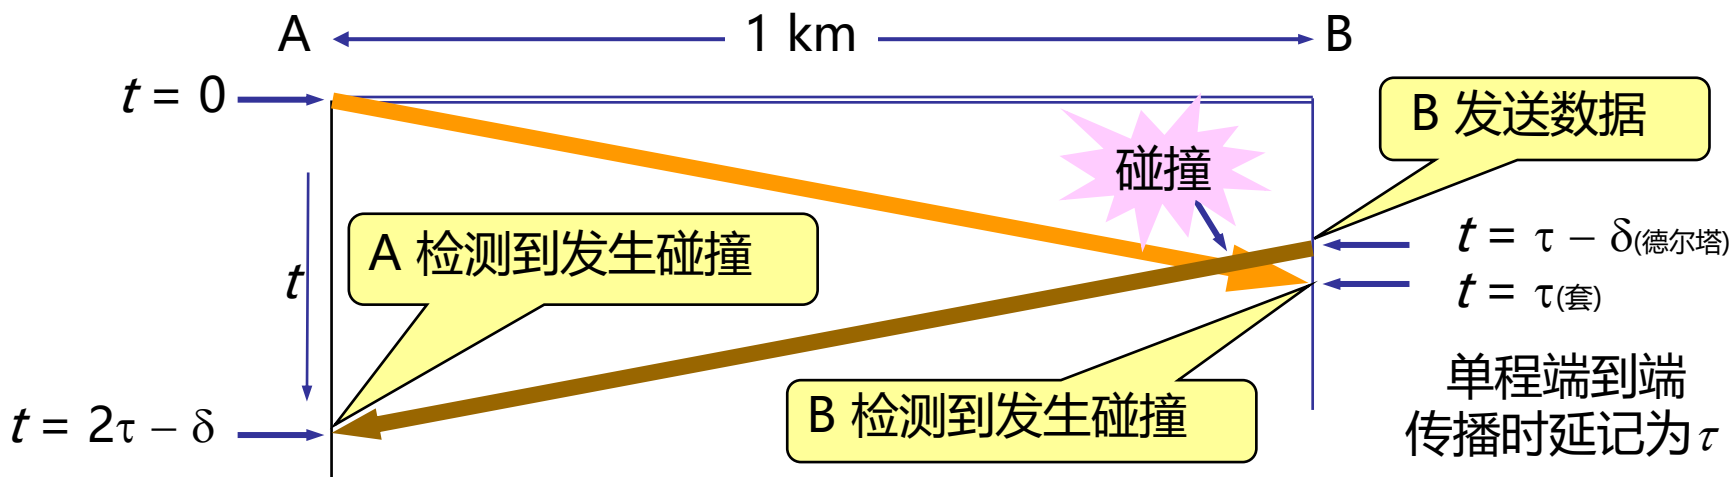 A 1 km B
t = 0
B 发送数据
碰撞
A 检测到发生碰撞
t = τ − δ(德尔塔)
t
t = τ(套)
单程端到端
传播时延记为 τ
B 检测到发生碰撞
t = 2τ − δ